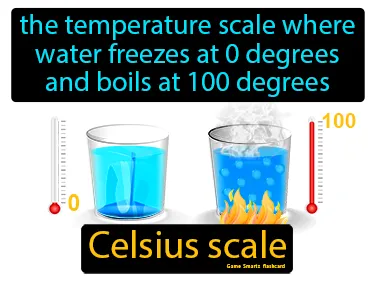 the temperature scale where
water freezes at 0 degrees
and boils at 100 degrees
100
0
Celsius scale
Game Smartz flashcard